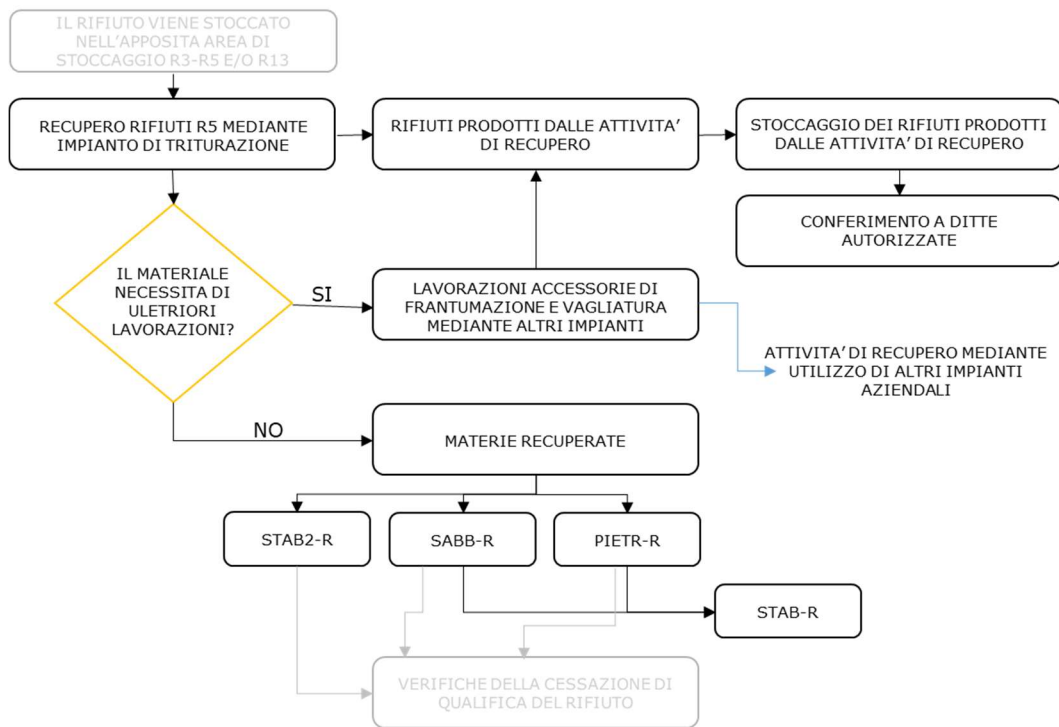 IL RIFIUTO VIENE STOCCATO
NELL'APPOSITA AREA DI
STOCCAGGIO R3-R5 E/O R13
RECUPERO RIFIUTI R5 MEDIANTE
IMPIANTO DI TRITURAZIONE
RIFIUTI PRODOTTI DALLE ATTIVITA'
DI RECUPERO
STOCCAGGIO DEI RIFIUTI PRODOTTI
DALLE ATTIVITA' DI RECUPERO
CONFERIMENTO A DITTE
AUTORIZZATE
IL MATERIALE
NECESSITA DI
ULETRIORI
LAVORAZIONI?
SI
LAVORAZIONI ACCESSORIE DI
FRANTUMAZIONE E VAGLIATURA
MEDIANTE ALTRI IMPIANTI
ATTIVITA' DI RECUPERO MEDIANTE
UTILIZZO DI ALTRI IMPIANTI
AZIENDALI
NO
MATERIE RECUPERATE
STAB2-R
SABB-R
PIETR-R
STAB-R
VERIFICHE DELLA CESSAZIONE DI
QUALIFICA DEL RIFIUTO